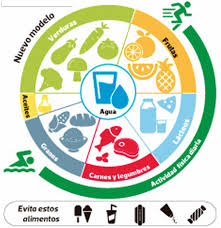 Nuevo modelo
Verduras
Frutas
Aceites
Agua
Lácteos
Granos
Carnes y legumbres
Actividad física diaria
Evita estos
alimentos